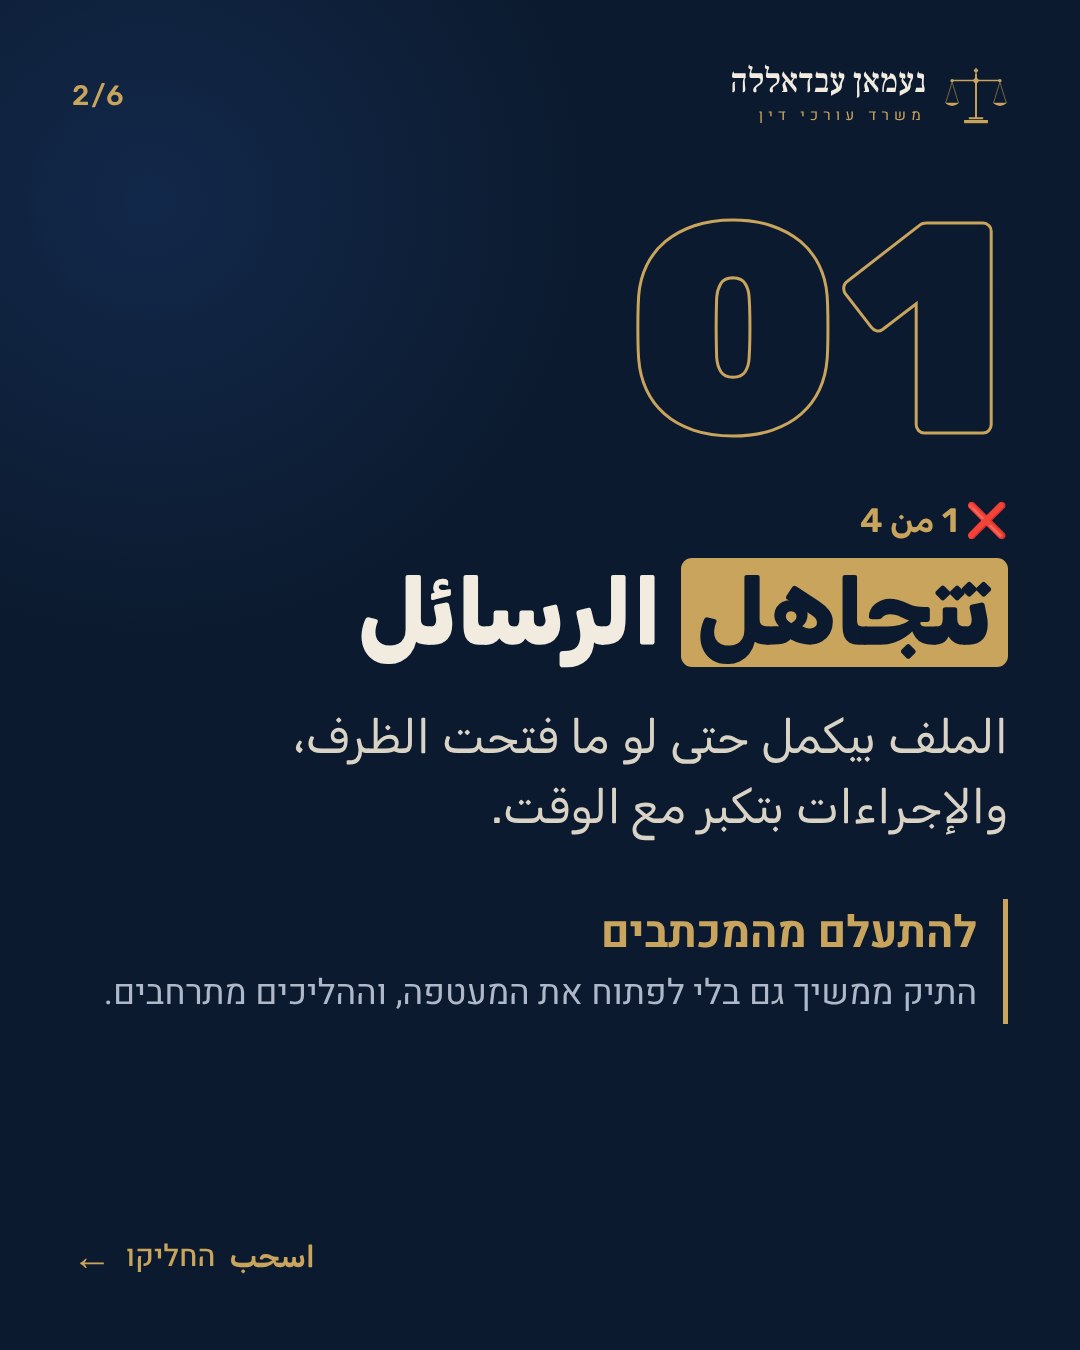 נעמאן עבדאללה
משרד עורכי דין
2/6
01
❌ 1 من 4
تتجاهل الرسائل
الملف بيكمل حتى لو ما فتحت الظرف،
والإجراءات بتكبر مع الوقت.
להתעלם מהמכתבים
התיק ממשיך גם בלי לפתוח את המעטפה, וההליכים מתרחבים.
اسحب החליקו ←